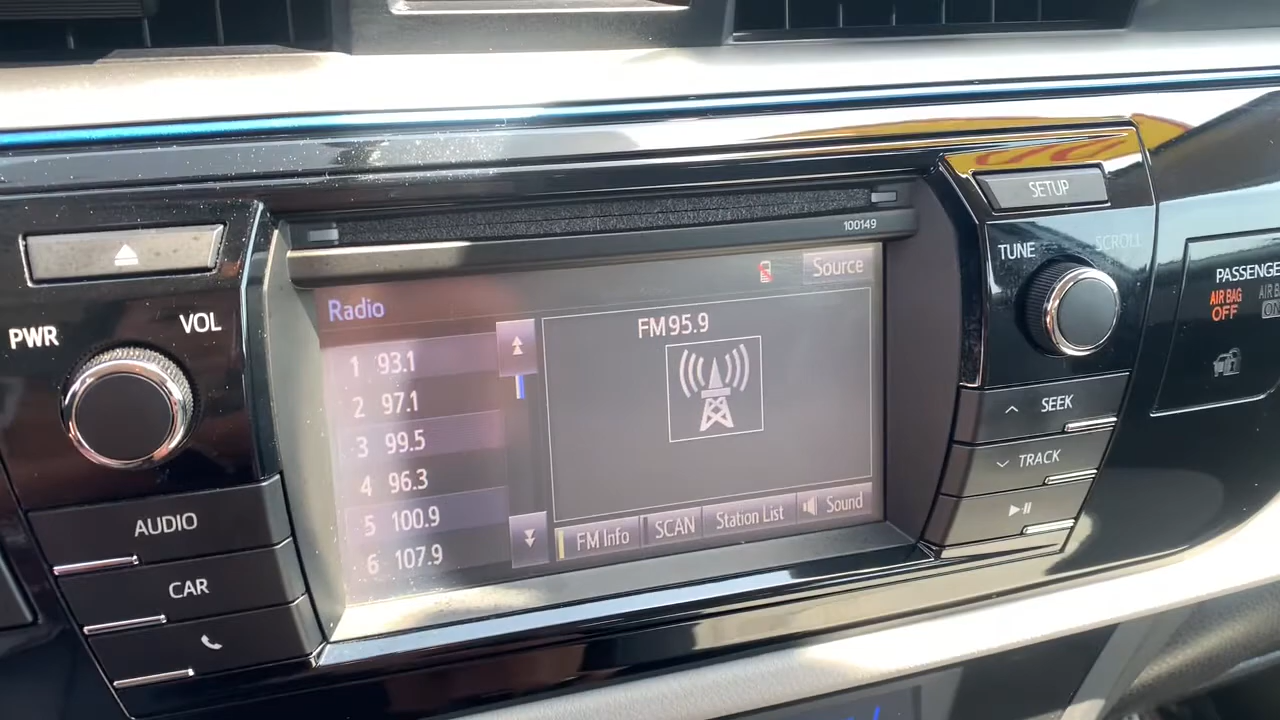 SETUP
100149
TUNE
SCROLL
PWR
VOL
Radio
Source
PASSENGE
AIR BAG
OFF
AIR B
ON
FM95.9
1 93.1
2 97.1
3 99.5
4 96.3
5 100.9
6 107.9
SEEK
TRACK
AUDIO
CAR
FM Info
SCAN
Station List
Sound